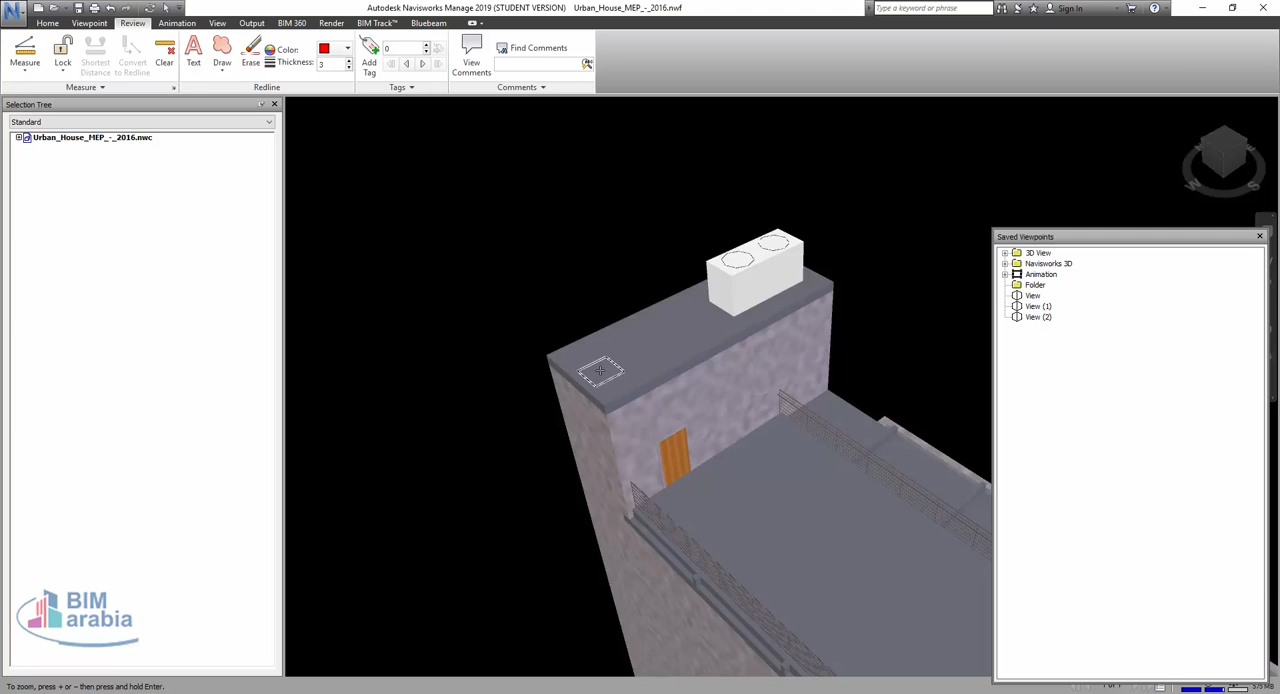 Autodesk Navisworks Manage 2019 (STUDENT VERSION) Urban_House_MEP_-_2016.nwf
Type a keyword or phrase
Sign In
Home Viewpoint Review Animation View Output BIM 360 Render BIM Track™ Bluebeam
Measure
Lock
Shortest Distance
Convert to Redline
Clear
Text
Draw
Erase
Color:
Thickness: 3
Add Tag
0
View Comments
Find Comments
Measure
Redline
Tags
Comments
Selection Tree
Standard
Urban_House_MEP_-_2016.nwc
W
S
Saved Viewpoints
3D View
Navisworks 3D
Animation
Folder
View
View (1)
View (2)
BIM
arabia
To zoom, press + or – then press and hold Enter.